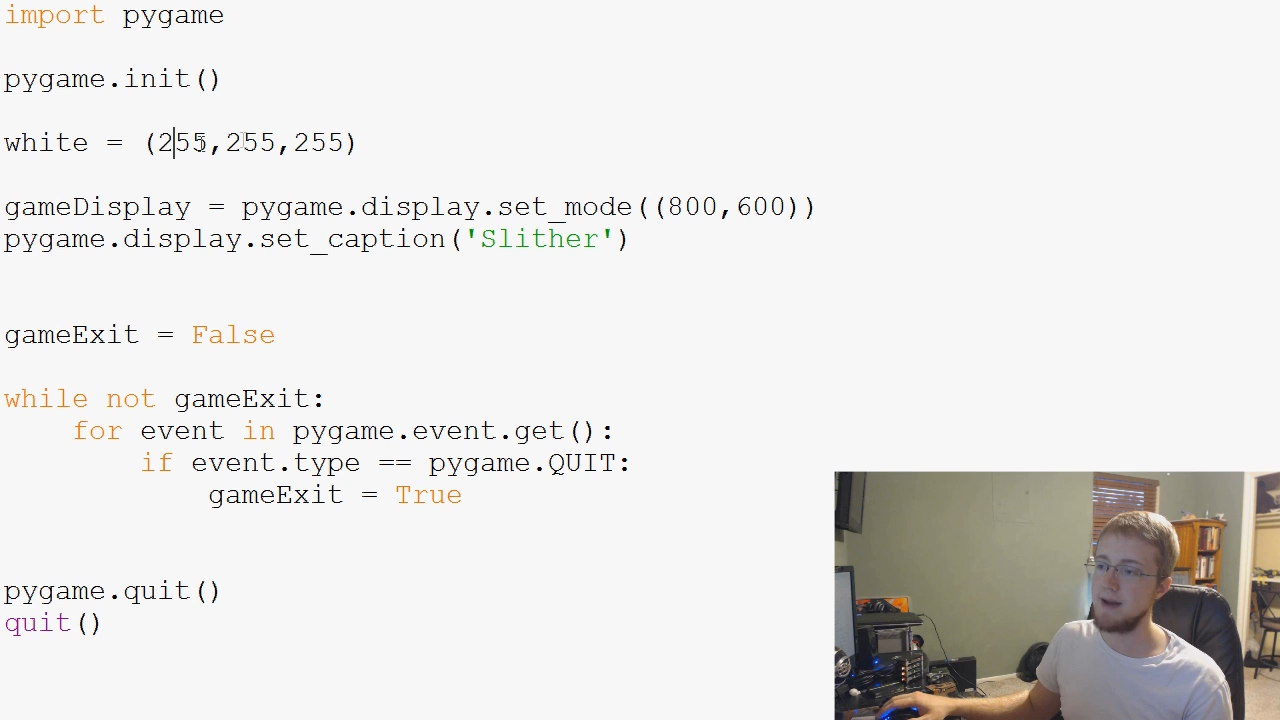 import pygame
pygame.init()
white = (255,255,255)
gameDisplay = pygame.display.set_mode((800,600))
pygame.display.set_caption('Slither')
gameExit = False
while not gameExit:
    for event in pygame.event.get():
        if event.type == pygame.QUIT:
            gameExit = True
pygame.quit()
quit()